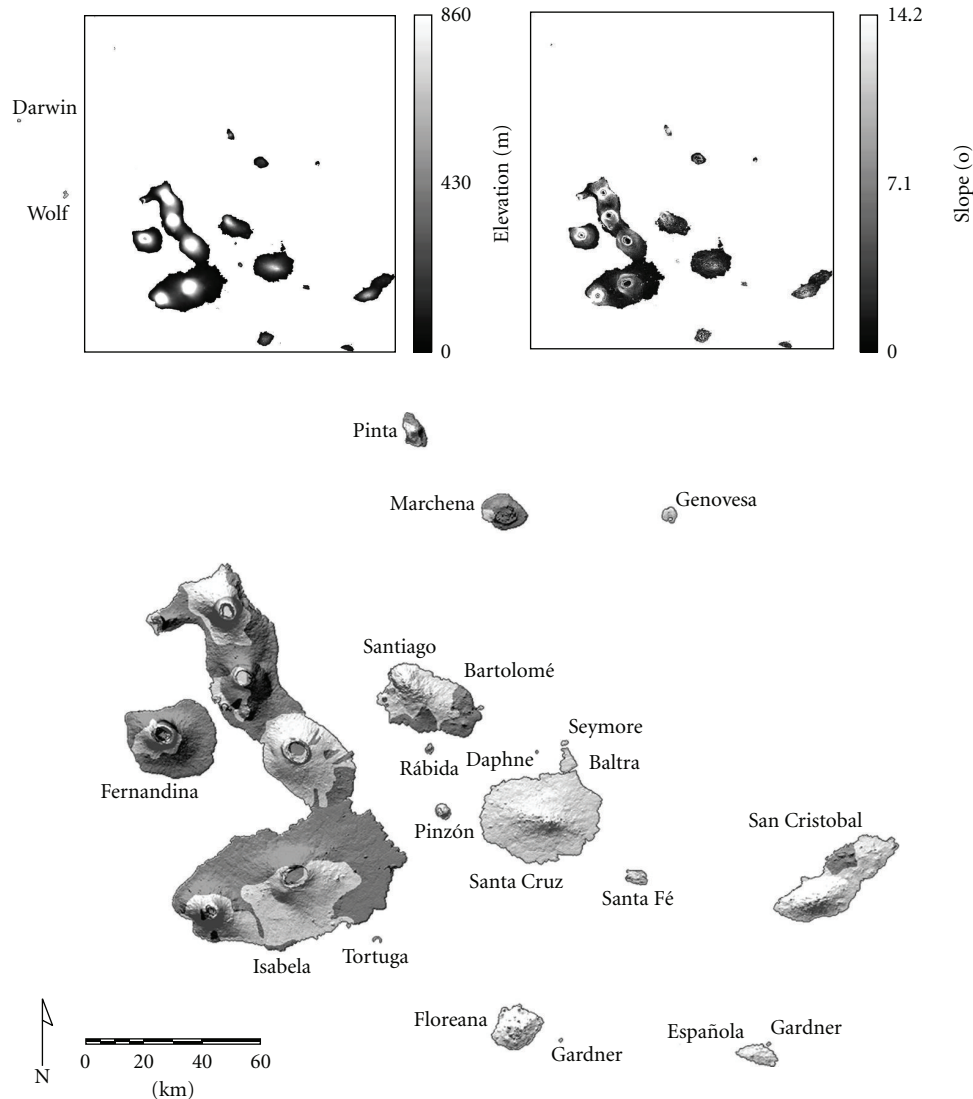 860
430
0
Elevation (m)
14.2
7.1
0
Slope (o)
Darwin
Wolf
Pinta
Marchena
Genovesa
Santiago
Bartolomé
Seymore
Daphne
Baltra
Rábida
Fernandina
Pinzón
San Cristobal
Santa Cruz
Santa Fé
Isabela
Tortuga
Floreana
Gardner
Española
Gardner
N
0 20 40 60
(km)